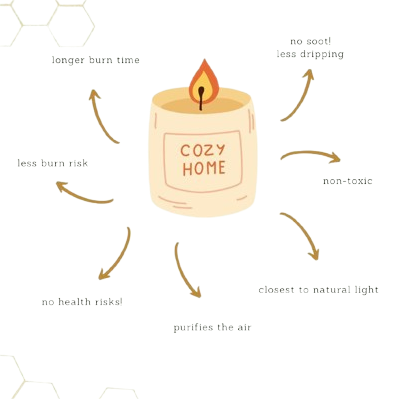 no soot!
less dripping
longer burn time
COZY
HOME
less burn risk
non-toxic
closest to natural light
no health risks!
purifies the air